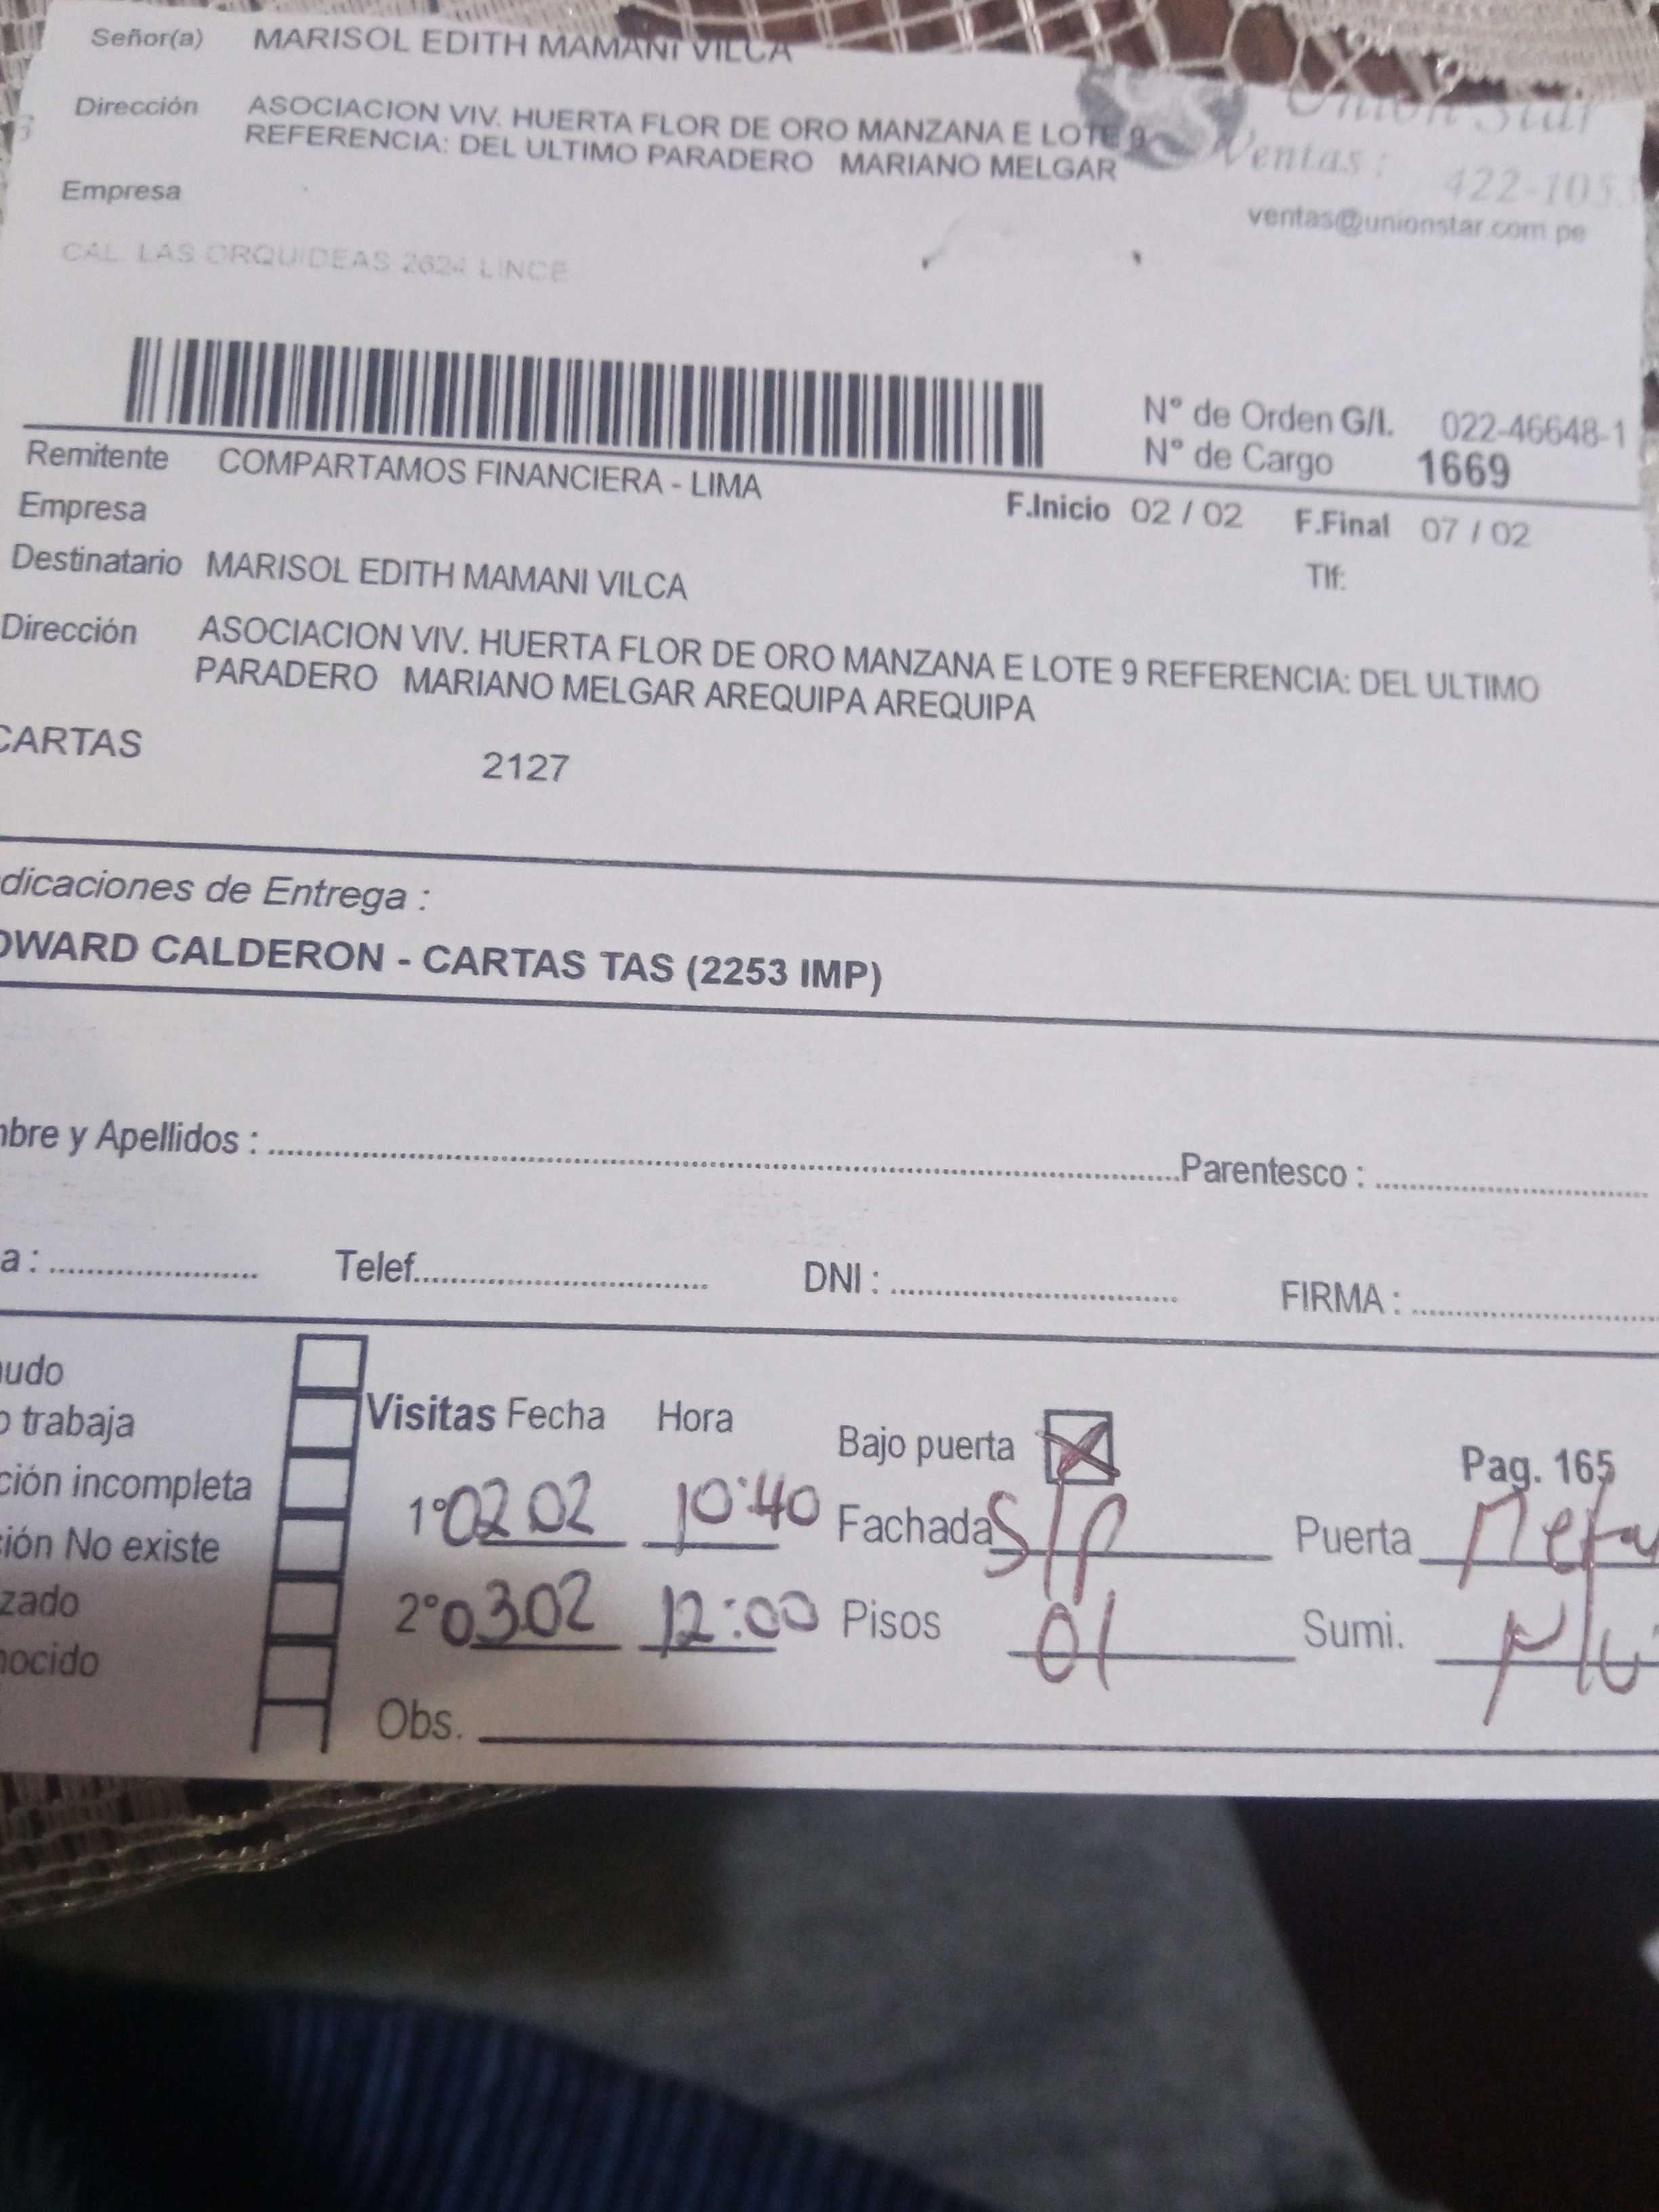 Señor(a) MARISOL EDITH MAMANI VILCA
Union Star
Dirección ASOCIACION VIV. HUERTA FLOR DE ORO MANZANA E LOTE 9
REFERENCIA: DEL ULTIMO PARADERO MARIANO MELGAR
Ventas :
422-105
Empresa
ventas@unionstar.com.pe
CAL. LAS ORQUIDEAS 2624 LINCE
N° de Orden G/I. 022-46648-1
N° de Cargo 1669
Remitente COMPARTAMOS FINANCIERA - LIMA
Empresa
F.Inicio 02 / 02 F.Final 07 / 02
Destinatario MARISOL EDITH MAMANI VILCA
Tlf:
Dirección ASOCIACION VIV. HUERTA FLOR DE ORO MANZANA E LOTE 9 REFERENCIA: DEL ULTIMO
PARADERO MARIANO MELGAR AREQUIPA AREQUIPA
CARTAS 2127
dicaciones de Entrega :
DWARD CALDERON - CARTAS TAS (2253 IMP)
mbre y Apellidos : Parentesco :
a : Telef. DNI : FIRMA :
udo
o trabaja
ción incompleta
ción No existe
zado
nocido
Visitas Fecha Hora
1° 02 02 10:40
2° 03 02 12:00
Obs.
Bajo puerta X
Pag. 165
Fachada S/P Puerta Meta
Pisos 01 Sumi.